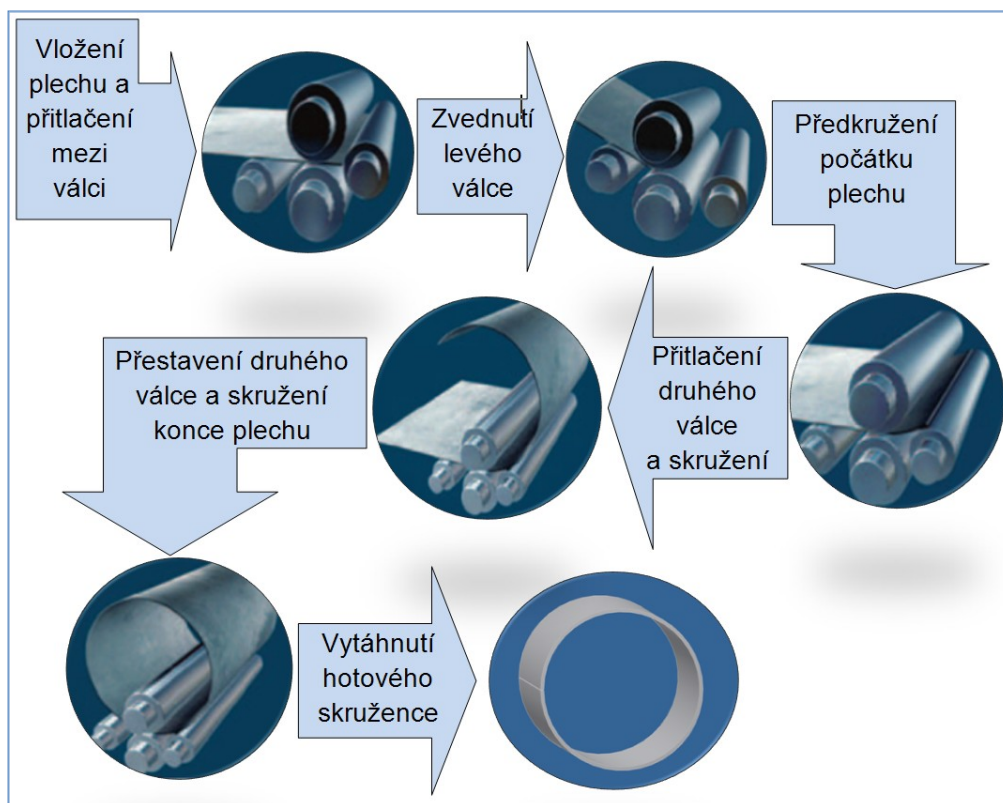 Vložení
plechu a
přitlačení
mezi
válci
Zvednutí
levého
válce
Předkružení
počátku
plechu
Přitlačení
druhého
válce
a skružení
Přestavení druhého
válce a skružení
konce plechu
Vytáhnutí
hotového
skružence